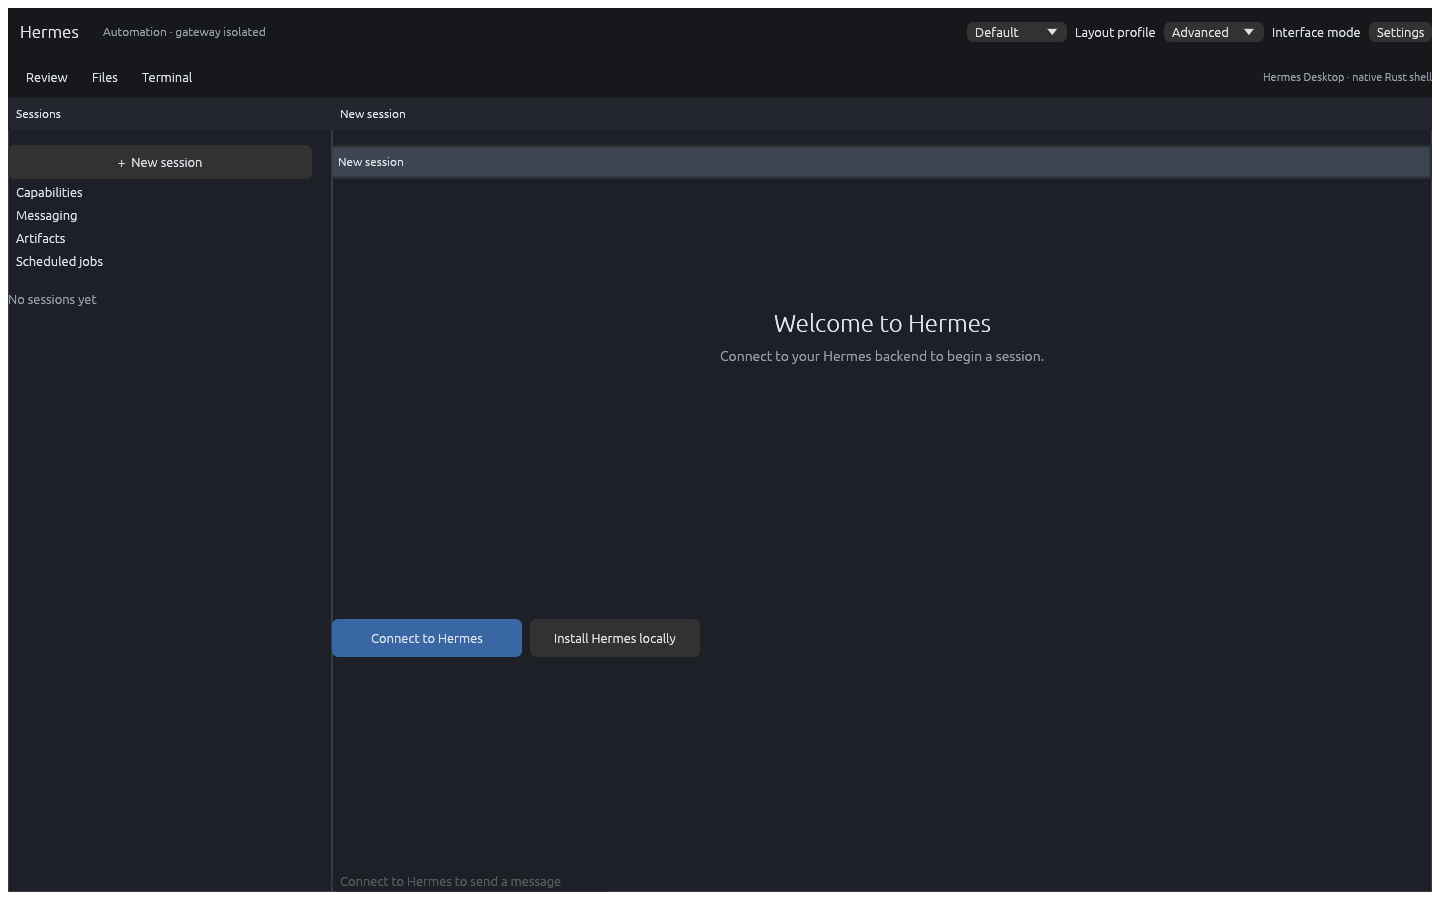 Hermes Automation · gateway isolated Default Layout profile Advanced Interface mode Settings
Review Files Terminal Hermes Desktop · native Rust shell
Sessions New session
+ New session
New session
Capabilities
Messaging
Artifacts
Scheduled jobs
No sessions yet
Welcome to Hermes
Connect to your Hermes backend to begin a session.
Connect to Hermes Install Hermes locally
Connect to Hermes to send a message